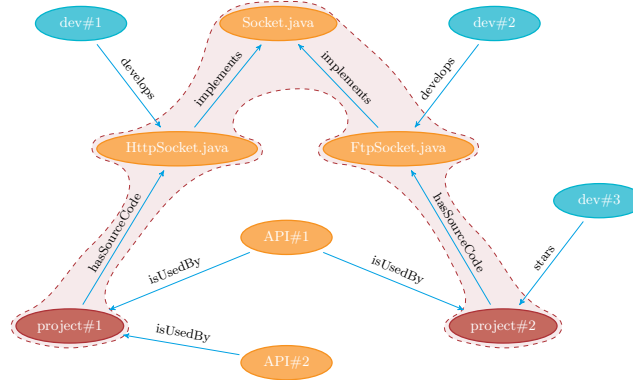 dev#1
Socket.java
dev#2
develops
implements
implements
develops
HttpSocket.java
FtpSocket.java
dev#3
hasSourceCode
hasSourceCode
API#1
isUsedBy
isUsedBy
stars
project#1
isUsedBy
project#2
API#2